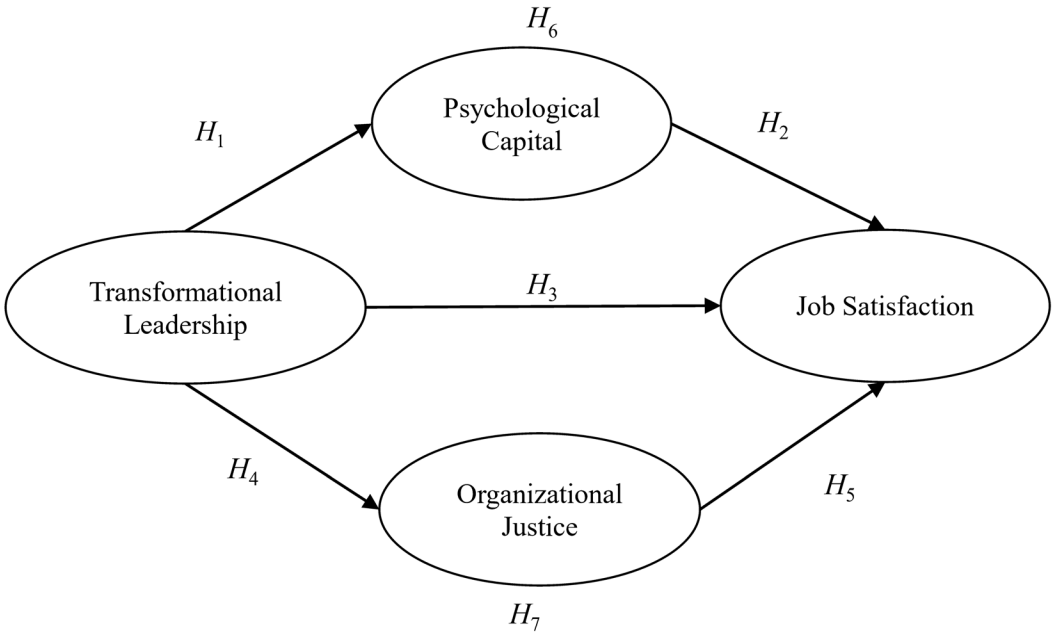 H6
Psychological
Capital
H1
H2
Transformational
Leadership
H3
Job Satisfaction
H4
Organizational
Justice
H5
H7